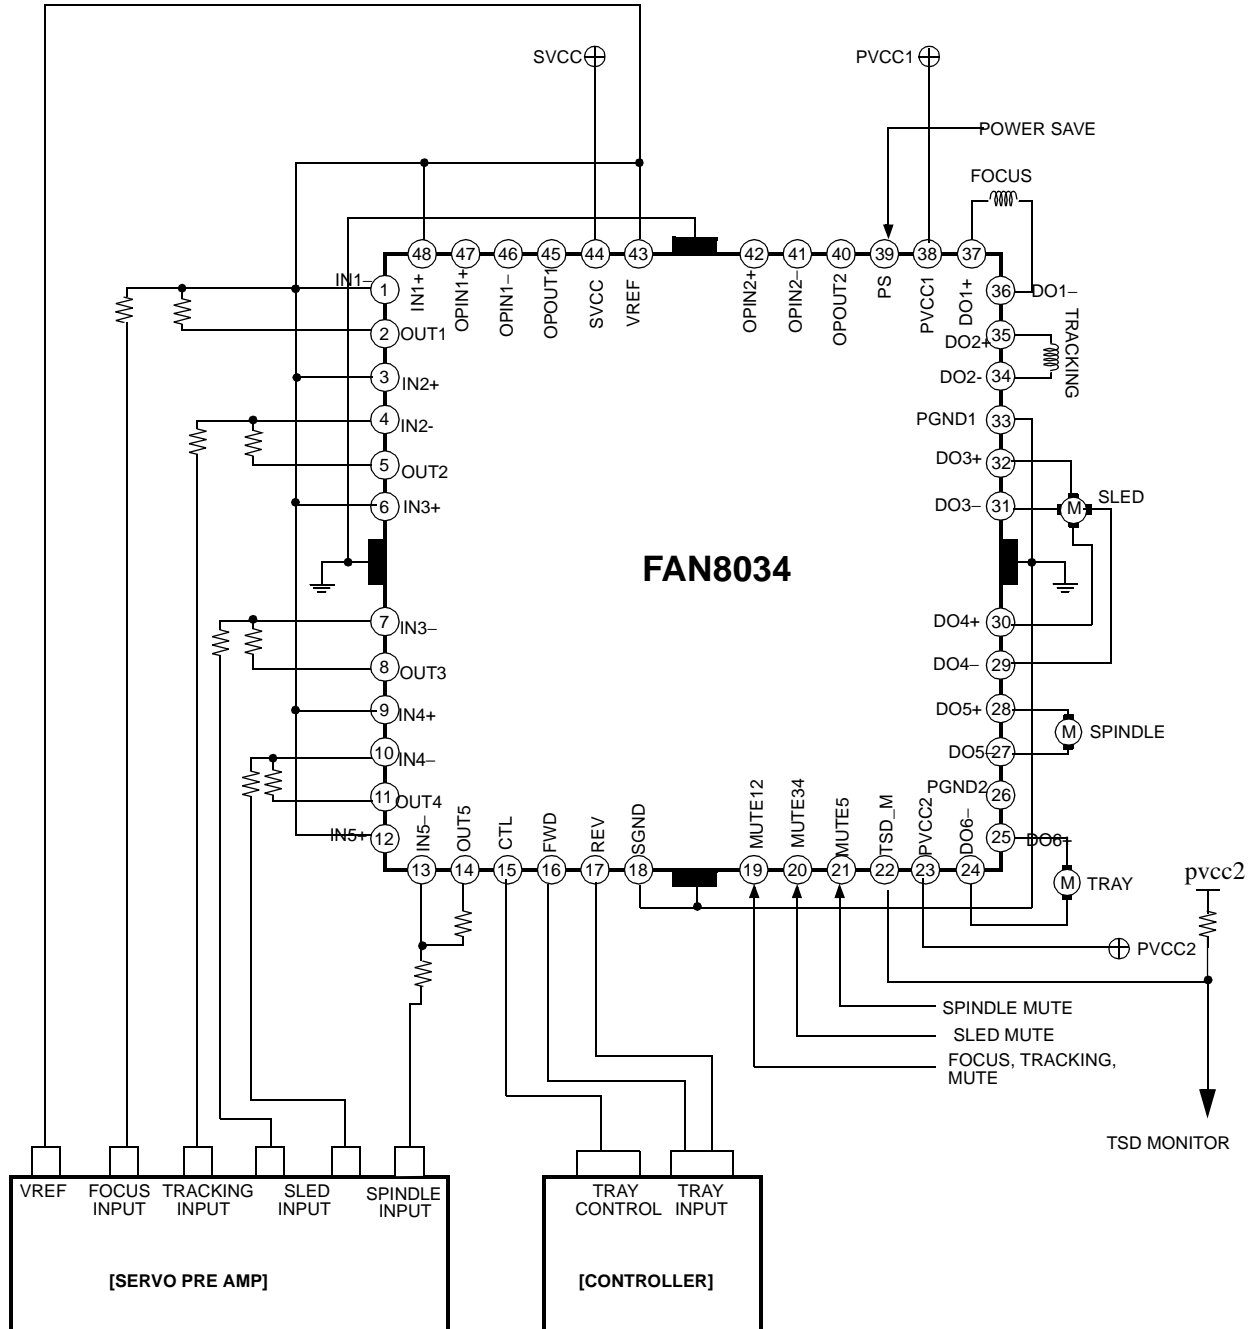 SVCC
PVCC1
POWER SAVE
FOCUS
48
47
46
45
44
43
42
41
40
39
38
37
IN1+
OPIN1+
OPIN1−
OPOUT1
SVCC
VREF
OPIN2+
OPIN2−
OPOUT2
PS
PVCC1
DO1+
IN1−
1
2
OUT1
3
IN2+
4
IN2-
5
OUT2
6
IN3+
7
IN3−
8
OUT3
9
IN4+
10
IN4−
11
OUT4
IN5+
12
FAN8034
36
DO1−
DO2+
35
TRACKING
DO2-
34
PGND1
33
DO3+
32
DO3−
31
M
SLED
DO4+
30
DO4−
29
DO5+
28
M
SPINDLE
DO5−
27
PGND2
26
25
DO6+
M
TRAY
IN5−
OUT5
CTL
FWD
REV
SGND
MUTE12
MUTE34
MUTE5
TSD_M
PVCC2
DO6−
13
14
15
16
17
18
19
20
21
22
23
24
pvcc2
PVCC2
SPINDLE MUTE
SLED MUTE
FOCUS, TRACKING,
MUTE
TSD MONITOR
VREF
FOCUS
INPUT
TRACKING
INPUT
SLED
INPUT
SPINDLE
INPUT
TRAY
CONTROL
TRAY
INPUT
[SERVO PRE AMP]
[CONTROLLER]